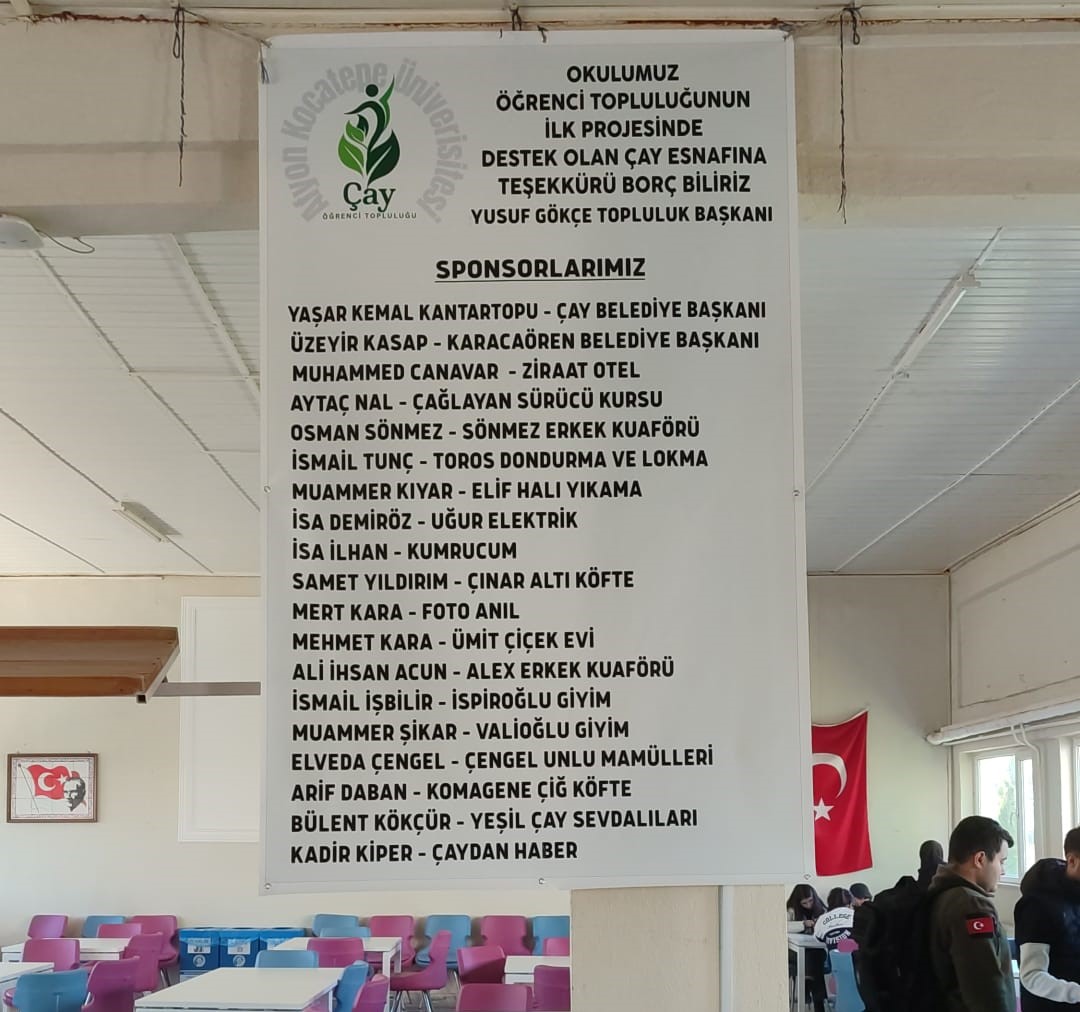 Afyon Kocatepe Üniverisitesi
Çay
ÖĞRENCİ TOPLULUĞU
OKULUMUZ
ÖĞRENCİ TOPLULUĞUNUN
İLK PROJESİNDE
DESTEK OLAN ÇAY ESNAFINA
TEŞEKKÜRÜ BORÇ BİLİRİZ
YUSUF GÖKÇE TOPLULUK BAŞKANI
SPONSORLARIMIZ
YAŞAR KEMAL KANTARTOPU - ÇAY BELEDİYE BAŞKANI
ÜZEYİR KASAP - KARACAÖREN BELEDİYE BAŞKANI
MUHAMMED CANAVAR - ZİRAAT OTEL
AYTAÇ NAL - ÇAĞLAYAN SÜRÜCÜ KURSU
OSMAN SÖNMEZ - SÖNMEZ ERKEK KUAFÖRÜ
İSMAİL TUNÇ - TOROS DONDURMA VE LOKMA
MUAMMER KIYAR - ELİF HALI YIKAMA
İSA DEMİRÖZ - UĞUR ELEKTRİK
İSA İLHAN - KUMRUCUM
SAMET YILDIRIM - ÇINAR ALTI KÖFTE
MERT KARA - FOTO ANIL
MEHMET KARA - ÜMİT ÇİÇEK EVİ
ALİ İHSAN ACUN - ALEX ERKEK KUAFÖRÜ
İSMAİL İŞBİLİR - İSPİROĞLU GİYİM
MUAMMER ŞİKAR - VALİOĞLU GİYİM
ELVEDA ÇENGEL - ÇENGEL UNLU MAMÜLLERİ
ARİF DABAN - KOMAGENE ÇİĞ KÖFTE
BÜLENT KÖKÇÜR - YEŞİL ÇAY SEVDALILARI
KADİR KİPER - ÇAYDAN HABER
COLLEGE